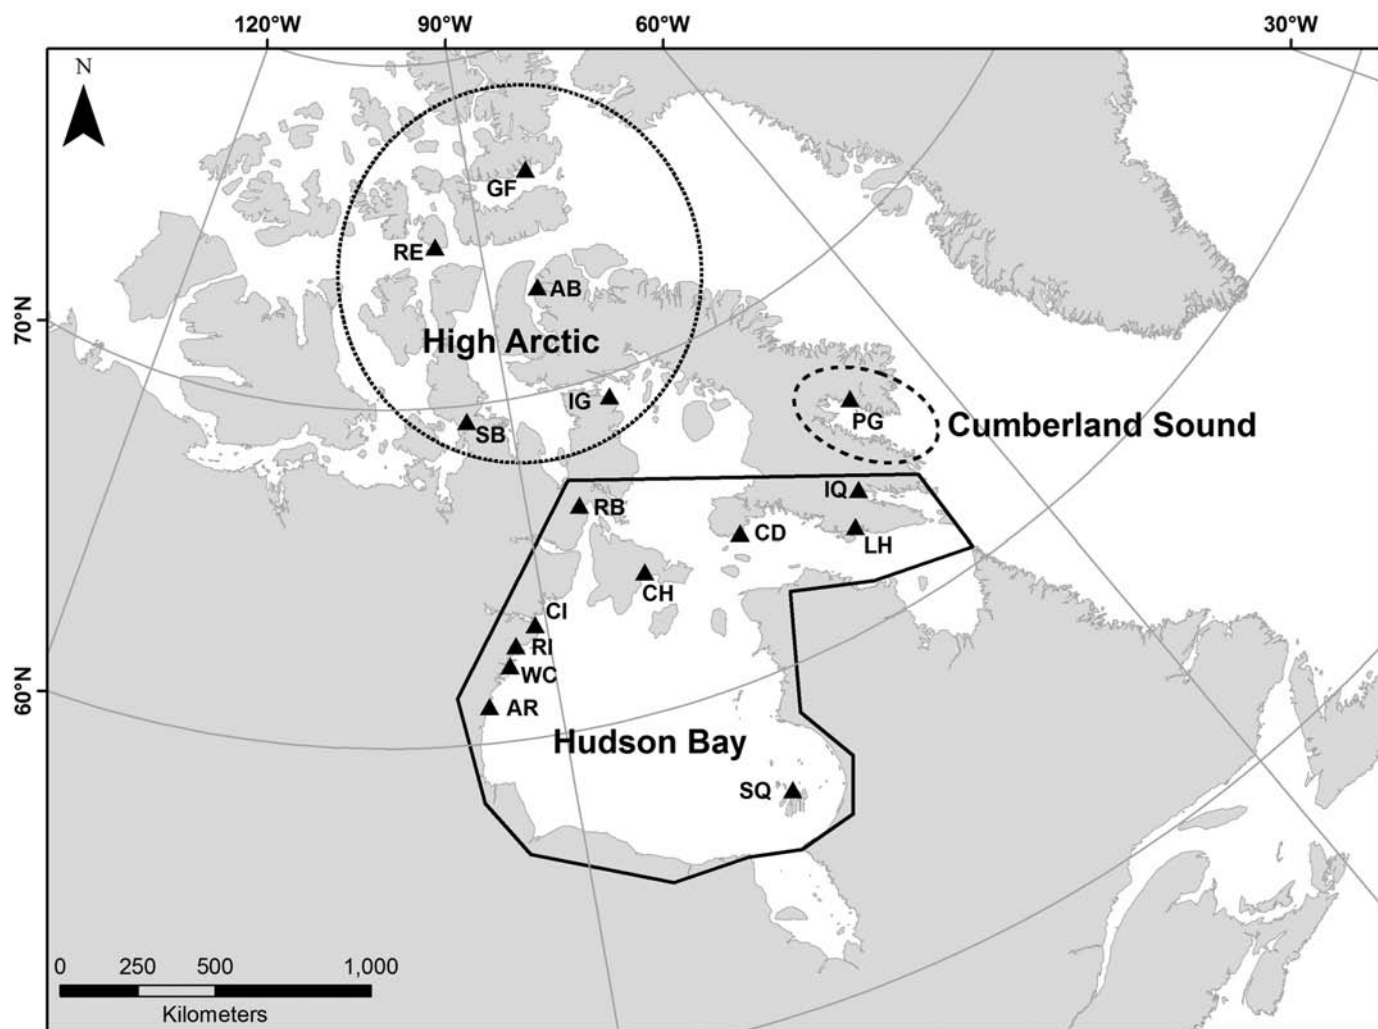 120°W
90°W
60°W
30°W
N
GF
RE
AB
70°N
High Arctic
IG
SB
PG
Cumberland Sound
IQ
RB
CD
LH
CH
CI
RI
WC
60°N
AR
Hudson Bay
SQ
0 250 500 1,000
Kilometers